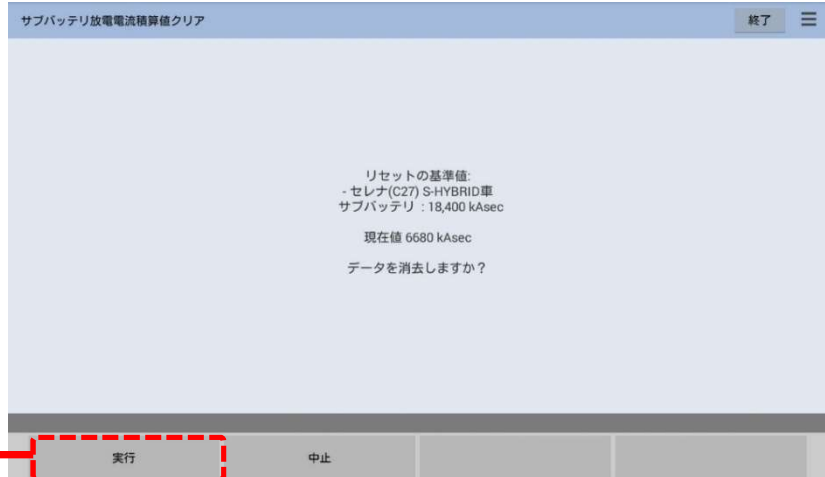 サブバッテリ放電電流積算値クリア
終了
リセットの基準値:
- セレナ(C27) S-HYBRID車
サブバッテリ : 18,400 kAsec
現在値 6680 kAsec
データを消去しますか？
実行
中止